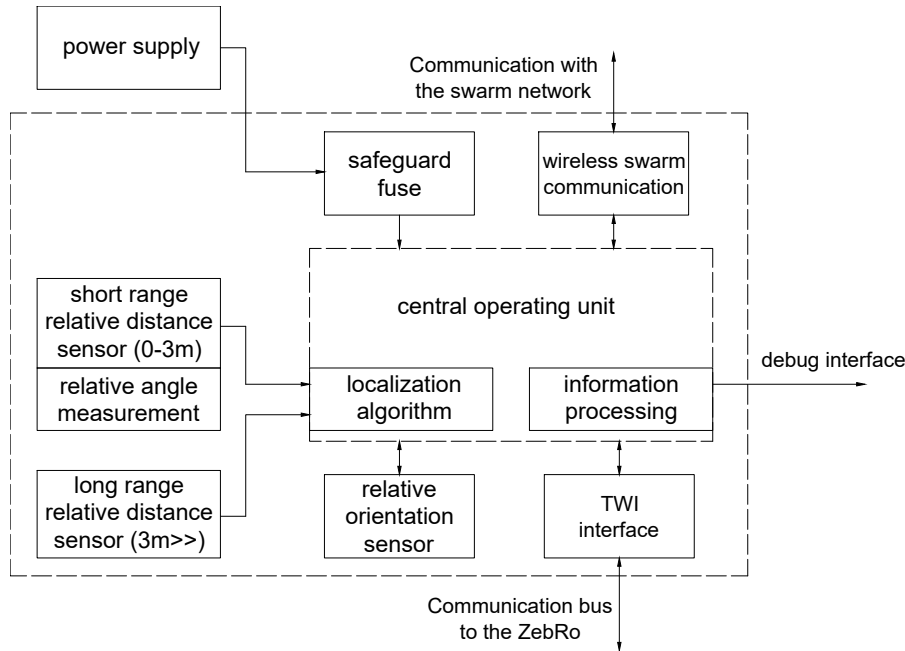 power supply
Communication with
the swarm network
safeguard
fuse
wireless swarm
communication
short range
relative distance
sensor (0-3m)
relative angle
measurement
central operating unit
localization
algorithm
information
processing
debug interface
long range
relative distance
sensor (3m>>)
relative
orientation
sensor
TWI
interface
Communication bus
to the ZebRo